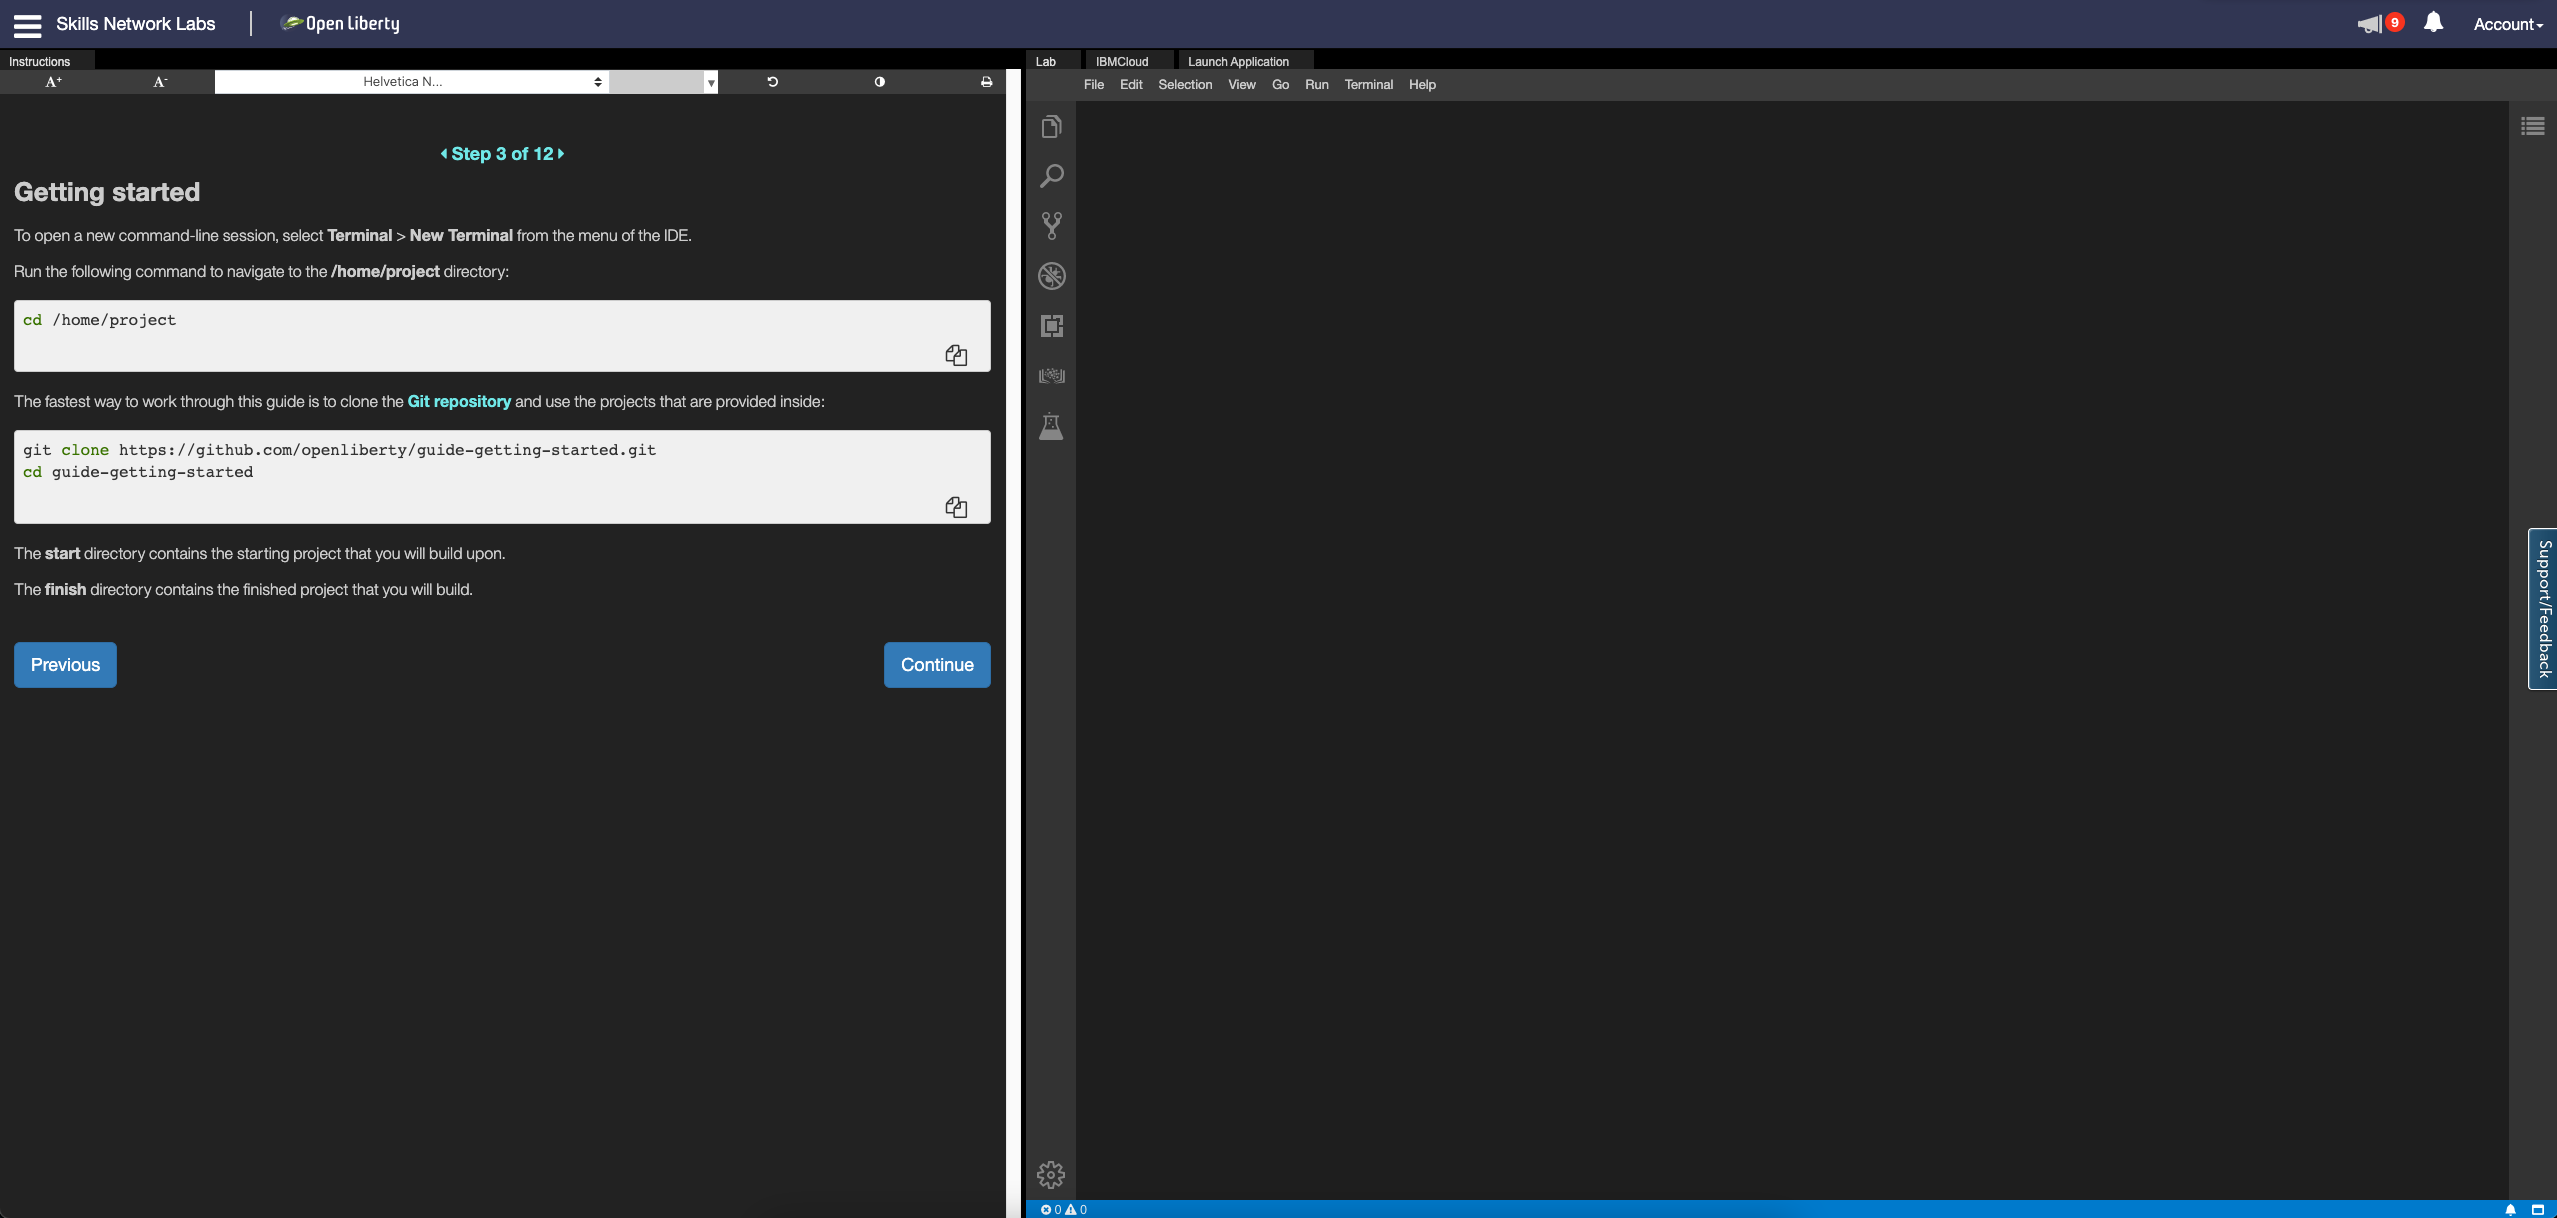 Skills Network Labs
Open Liberty
9
Account
Instructions
A+
A-
Helvetica N...
Step 3 of 12
Getting started
To open a new command-line session, select Terminal > New Terminal from the menu of the IDE.
Run the following command to navigate to the /home/project directory:
cd /home/project
The fastest way to work through this guide is to clone the Git repository and use the projects that are provided inside:
git clone https://github.com/openliberty/guide-getting-started.git
cd guide-getting-started
The start directory contains the starting project that you will build upon.
The finish directory contains the finished project that you will build.
Previous
Continue
Lab
IBMCloud
Launch Application
File
Edit
Selection
View
Go
Run
Terminal
Help
Support/Feedback
0
0